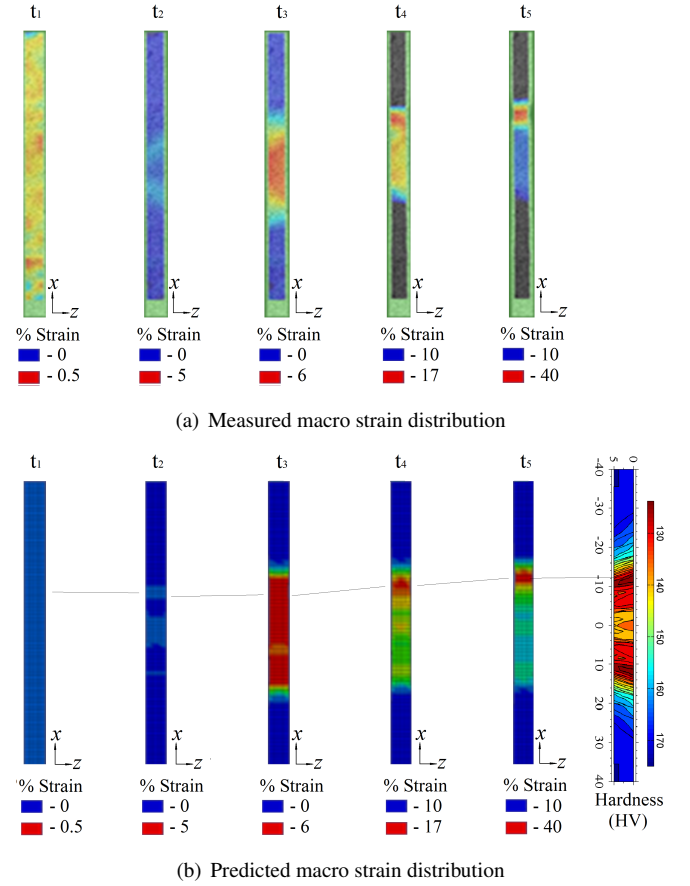 t1 t2 t3 t4 t5
x x x x x
z z z z z
% Strain % Strain % Strain % Strain % Strain
- 0 - 0 - 0 - 10 - 10
- 0.5 - 5 - 6 - 17 - 40
(a) Measured macro strain distribution
t1 t2 t3 t4 t5
5 0
-40
-30
-20
-10
0
10
20
30
40
130
140
150
160
170
x x x x x
z z z z z
% Strain % Strain % Strain % Strain % Strain
- 0 - 0 - 0 - 10 - 10
- 0.5 - 5 - 6 - 17 - 40
Hardness
(HV)
(b) Predicted macro strain distribution